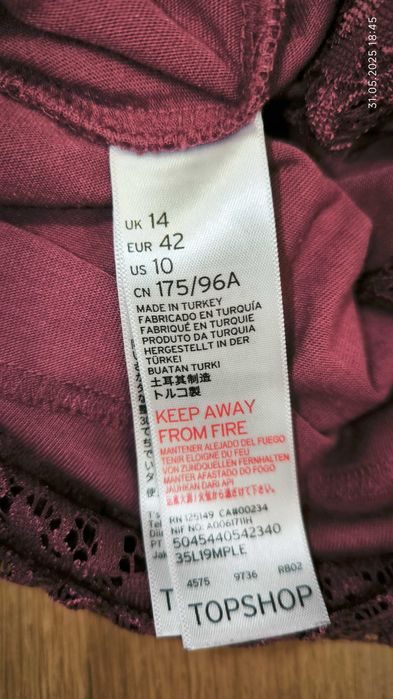 31.05.2025 18:45
UK 14
EUR 42
US 10
CN 175/96A
MADE IN TURKEY
FABRICADO EN TURQUÍA
FABRIQUÉ EN TURQUIE
PRODUTO DA TURQUIA
HERGESTELLT IN DER
TÜRKEI
BUATAN TURKI
土耳其制造
トルコ製
KEEP AWAY
FROM FIRE
MANTENER ALEJADO DEL FUEGO
TENIR ELOIGNE DU FEU
VON ZUNDQUELLEN FERNHALTEN
MANTER AFASTADO DO FOGO
JAUHKAN DARI API
RN 125149 CA#00234
NIF NO: A0061711H
5045440542340
35L19MPLE
4575 9736 RB02
TOPSHOP